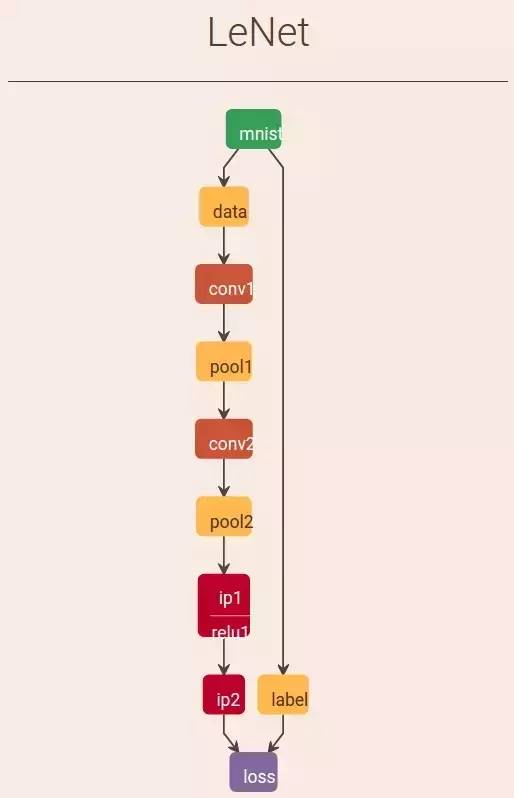 LeNet
mnist
data
conv1
pool1
conv2
pool2
ip1
relu1
ip2
label
loss